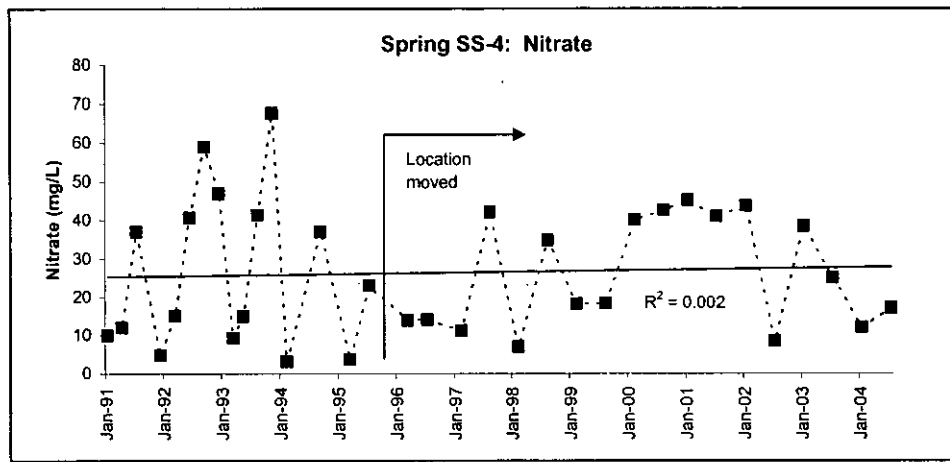 Spring SS-4: Nitrate
Nitrate (mg/L)
80
70
60
50
40
30
20
10
0
Location
moved
R² = 0.002
Jan-91
Jan-92
Jan-93
Jan-94
Jan-95
Jan-96
Jan-97
Jan-98
Jan-99
Jan-00
Jan-01
Jan-02
Jan-03
Jan-04